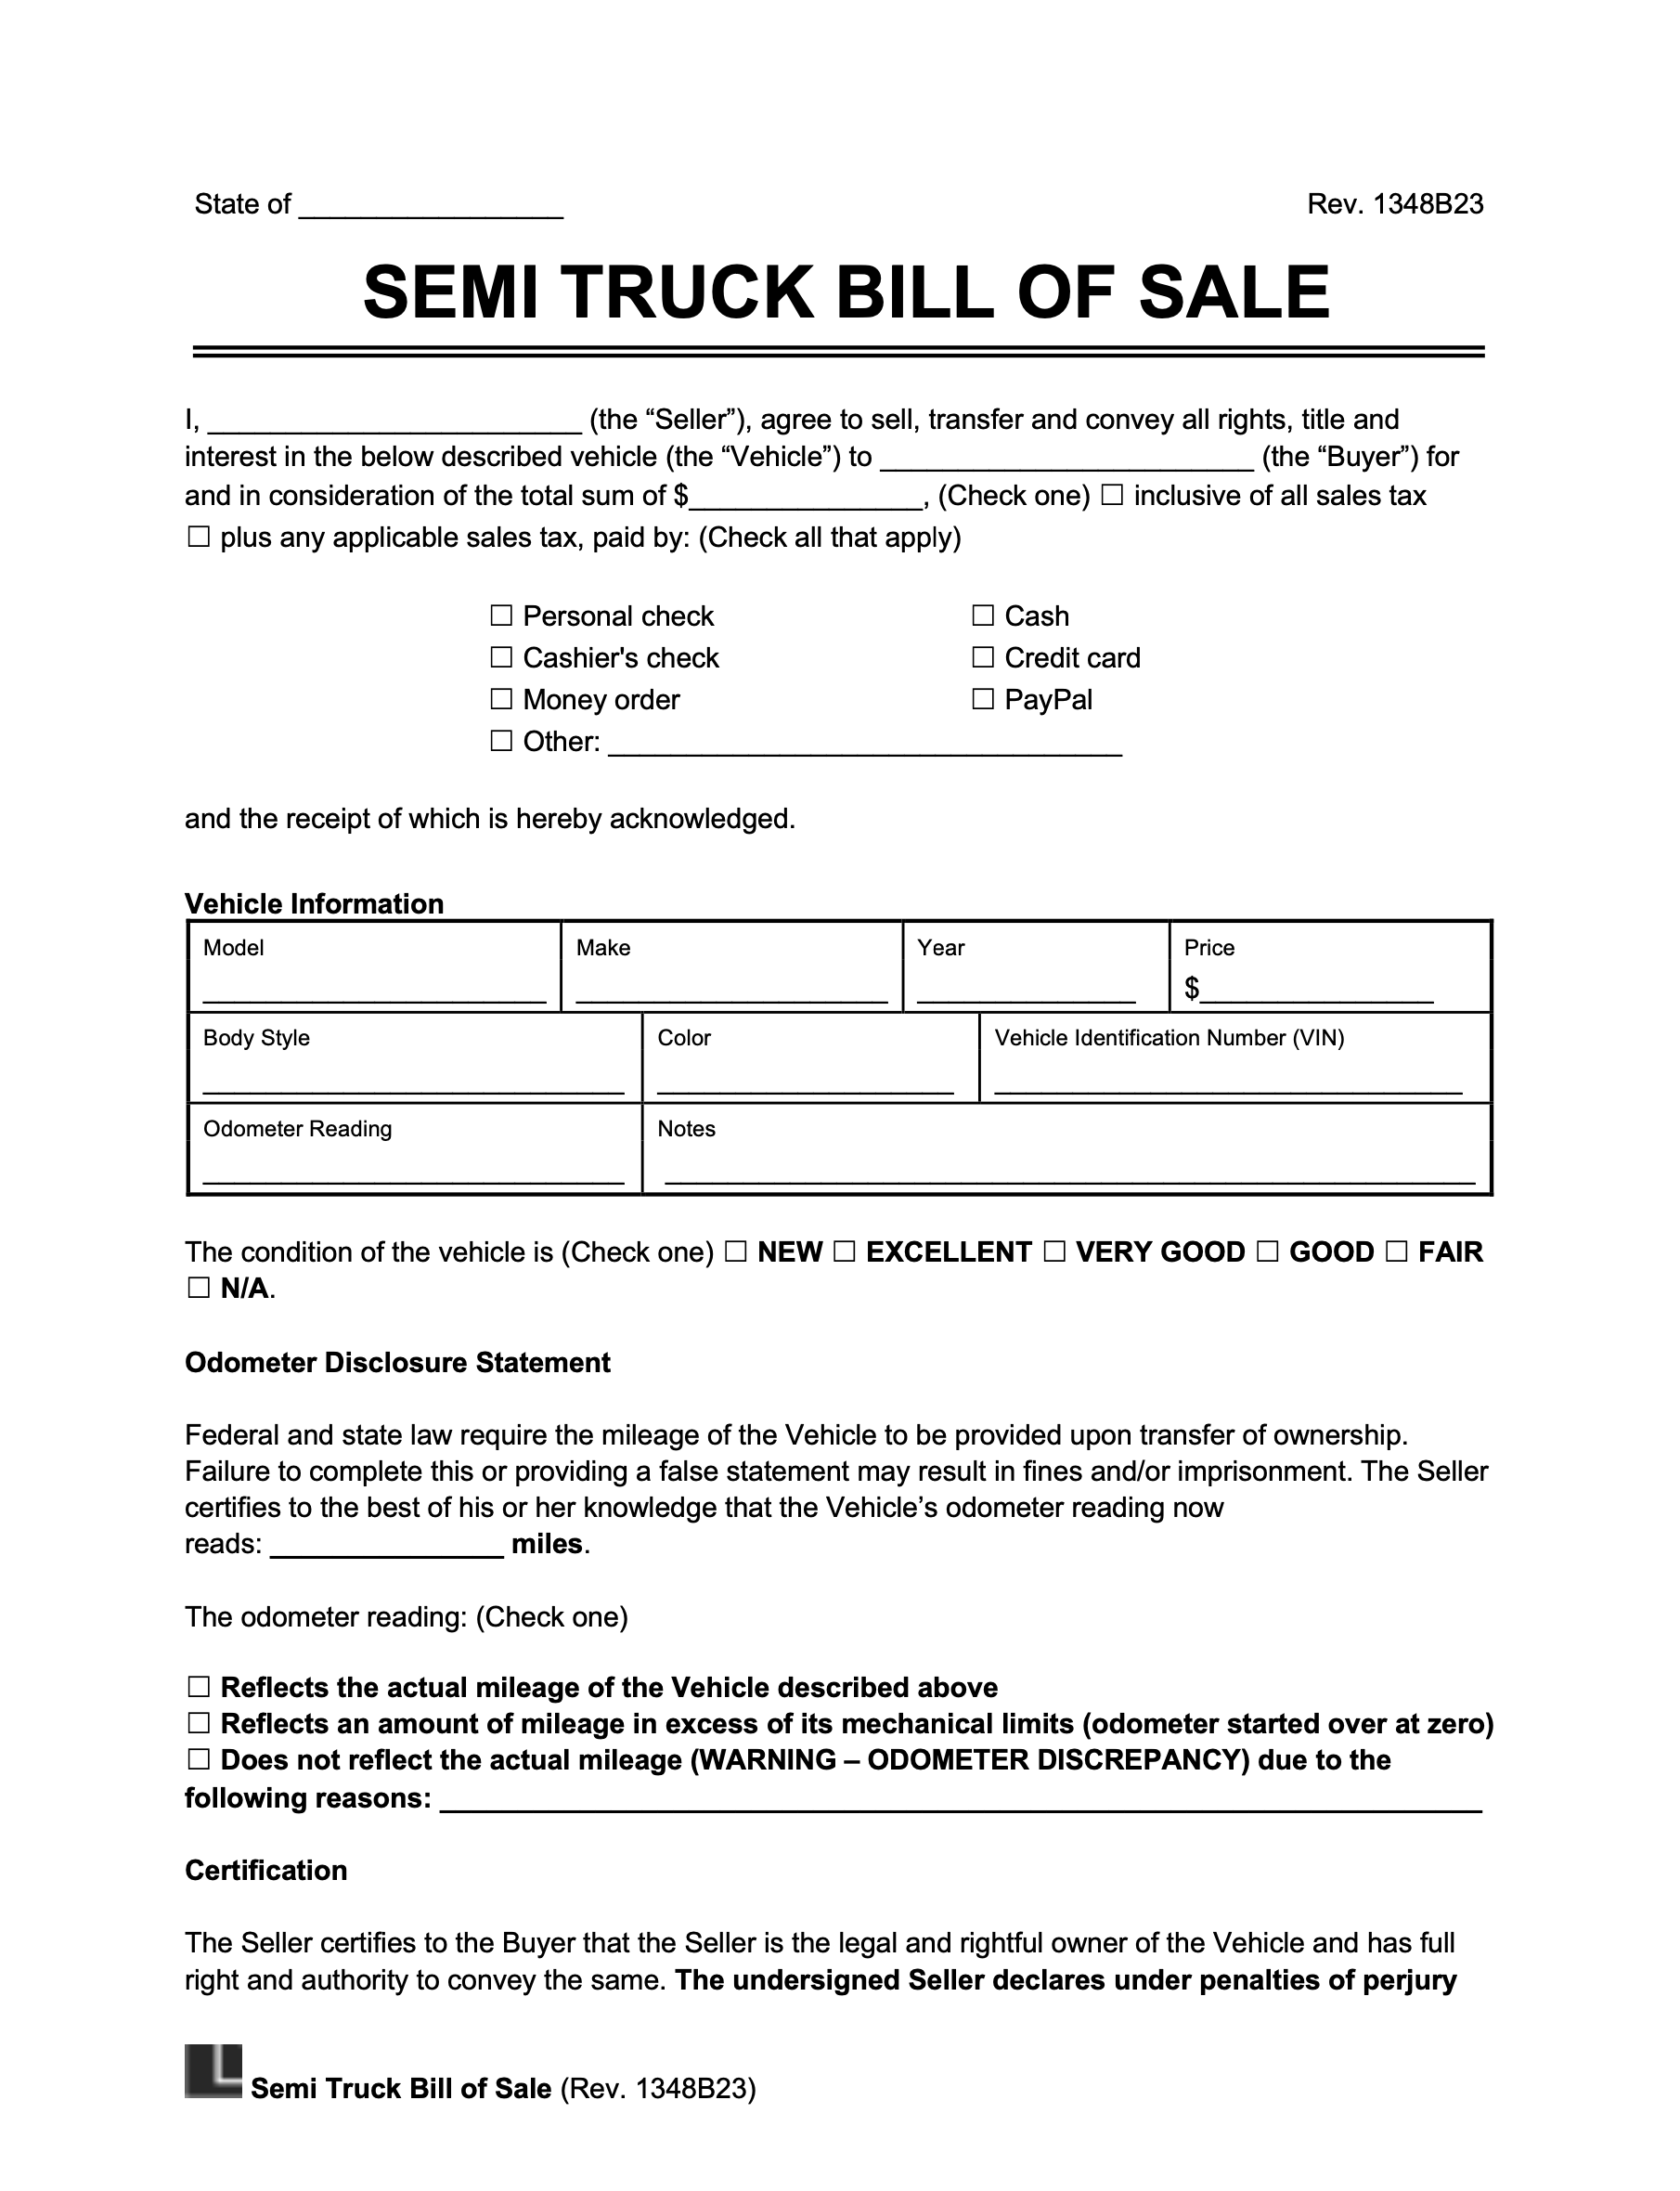 State of _________________ Rev. 1348B23
SEMI TRUCK BILL OF SALE
I, ________________________ (the “Seller”), agree to sell, transfer and convey all rights, title and
interest in the below described vehicle (the “Vehicle”) to ________________________ (the “Buyer”) for
and in consideration of the total sum of $_______________, (Check one) ☐ inclusive of all sales tax
☐ plus any applicable sales tax, paid by: (Check all that apply)
☐ Personal check ☐ Cash
☐ Cashier's check ☐ Credit card
☐ Money order ☐ PayPal
☐ Other: _________________________________
and the receipt of which is hereby acknowledged.
Vehicle Information
Model Make Year Price
______________________ ____________________ ______________ $_______________
Body Style Color Vehicle Identification Number (VIN)
___________________________ ___________________ ______________________________
Odometer Reading Notes
___________________________ ____________________________________________________
The condition of the vehicle is (Check one) ☐ NEW ☐ EXCELLENT ☐ VERY GOOD ☐ GOOD ☐ FAIR
☐ N/A.
Odometer Disclosure Statement
Federal and state law require the mileage of the Vehicle to be provided upon transfer of ownership.
Failure to complete this or providing a false statement may result in fines and/or imprisonment. The Seller
certifies to the best of his or her knowledge that the Vehicle’s odometer reading now
reads: _______________ miles.
The odometer reading: (Check one)
☐ Reflects the actual mileage of the Vehicle described above
☐ Reflects an amount of mileage in excess of its mechanical limits (odometer started over at zero)
☐ Does not reflect the actual mileage (WARNING – ODOMETER DISCREPANCY) due to the
following reasons: ___________________________________________________________________
Certification
The Seller certifies to the Buyer that the Seller is the legal and rightful owner of the Vehicle and has full
right and authority to convey the same. The undersigned Seller declares under penalties of perjury
Semi Truck Bill of Sale (Rev. 1348B23)